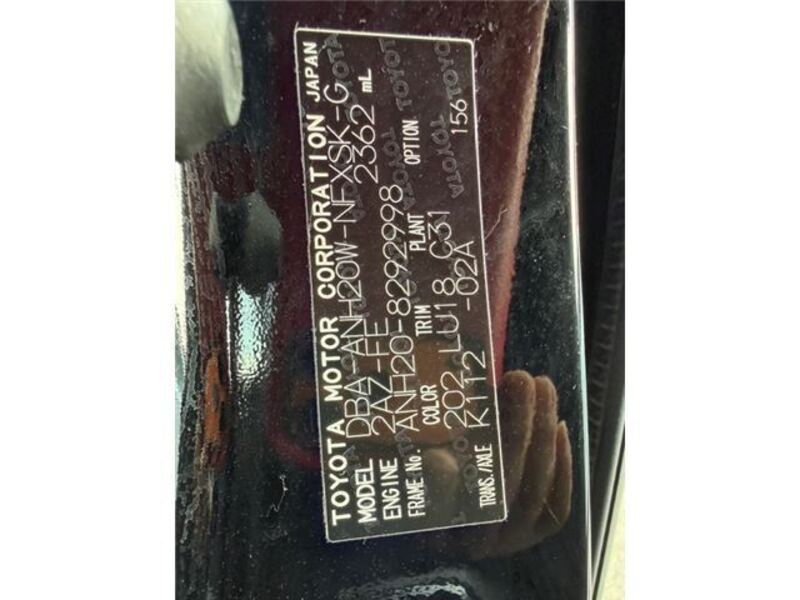 TOYOTA MOTOR CORPORATION JAPAN
MODEL DBA-ANH20W-NFXSK-G
ENGINE 2AZ-FE 2362 mL
FRAME No. ANH20-8292998
COLOR TRIM PLANT OPTION
202 LU18 C31 156
TRANS./AXLE K112 -02A